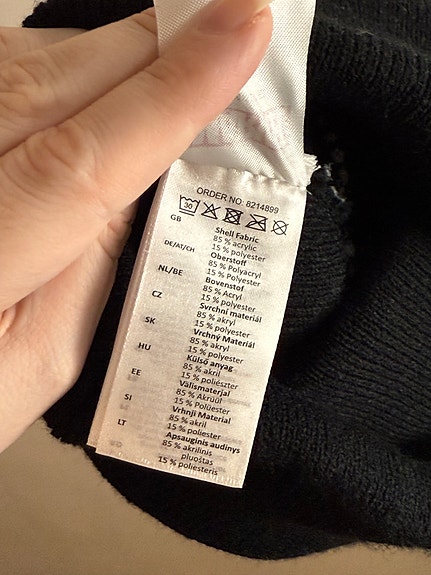 ORDER NO: 8214899
30
GB
Shell Fabric
85 % acrylic
15 % polyester
DE/AT/CH
Oberstoff
85 % Polyacryl
15 % Polyester
NL/BE
Bovenstof
85 % Acryl
15 % polyester
CZ
Svrchní materiál
85 % akryl
15 % polyester
SK
Vrchný Materiál
85 % akryl
15 % polyester
HU
Külső anyag
85 % akril
15 % poliészter
EE
Välismaterjal
85 % Akrüül
15 % Polüester
SI
Vrhnji Material
85 % akril
15 % poliester
LT
Apsauginis audinys
85 % akrilinis
pluoštas
15 % poliesteris